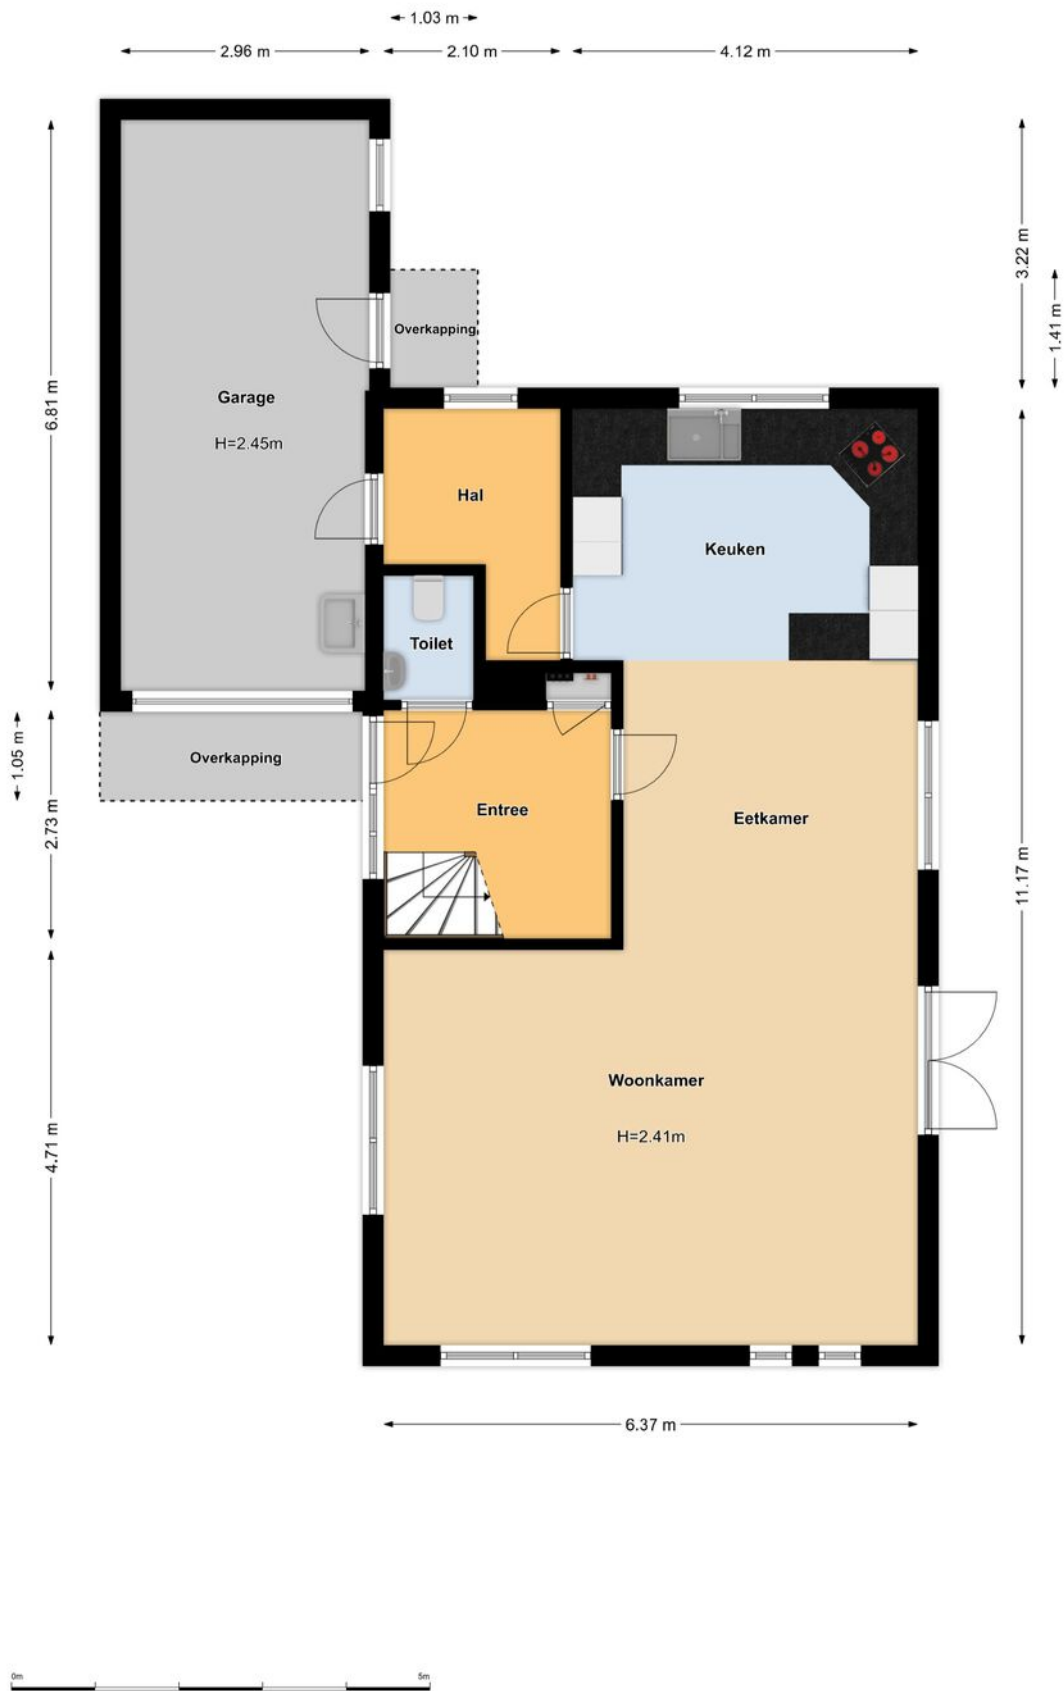 1.03 m
2.96 m
2.10 m
4.12 m
3.22 m
1.41 m
Overkapping
Garage
H=2.45m
6.81 m
Hal
Keuken
Toilet
Overkapping
1.05 m
2.73 m
Entree
Eetkamer
11.17 m
Woonkamer
H=2.41m
4.71 m
6.37 m
0m
5m